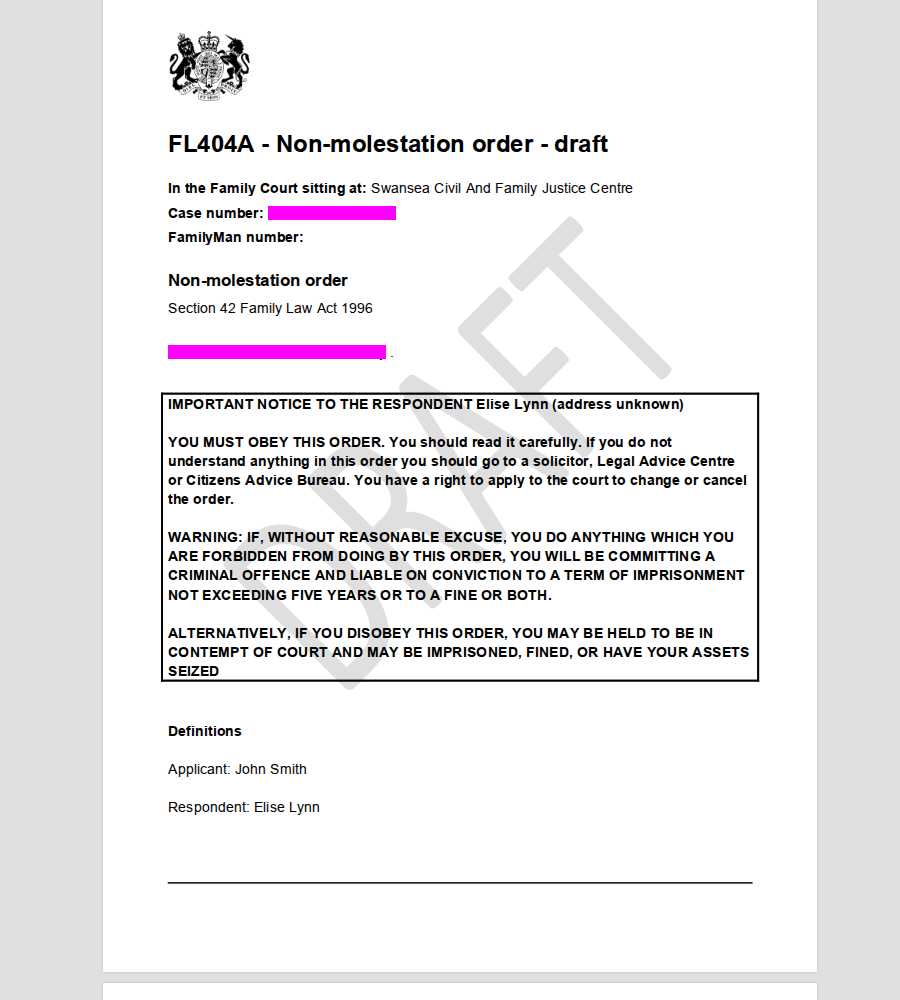 FL404A - Non-molestation order - draft
In the Family Court sitting at: Swansea Civil And Family Justice Centre
Case number:
FamilyMan number:
Non-molestation order
Section 42 Family Law Act 1996
.
IMPORTANT NOTICE TO THE RESPONDENT Elise Lynn (address unknown)
YOU MUST OBEY THIS ORDER. You should read it carefully. If you do not
understand anything in this order you should go to a solicitor, Legal Advice Centre
or Citizens Advice Bureau. You have a right to apply to the court to change or cancel
the order.
WARNING: IF, WITHOUT REASONABLE EXCUSE, YOU DO ANYTHING WHICH YOU
ARE FORBIDDEN FROM DOING BY THIS ORDER, YOU WILL BE COMMITTING A
CRIMINAL OFFENCE AND LIABLE ON CONVICTION TO A TERM OF IMPRISONMENT
NOT EXCEEDING FIVE YEARS OR TO A FINE OR BOTH.
ALTERNATIVELY, IF YOU DISOBEY THIS ORDER, YOU MAY BE HELD TO BE IN
CONTEMPT OF COURT AND MAY BE IMPRISONED, FINED, OR HAVE YOUR ASSETS
SEIZED
DRAFT
Definitions
Applicant: John Smith
Respondent: Elise Lynn